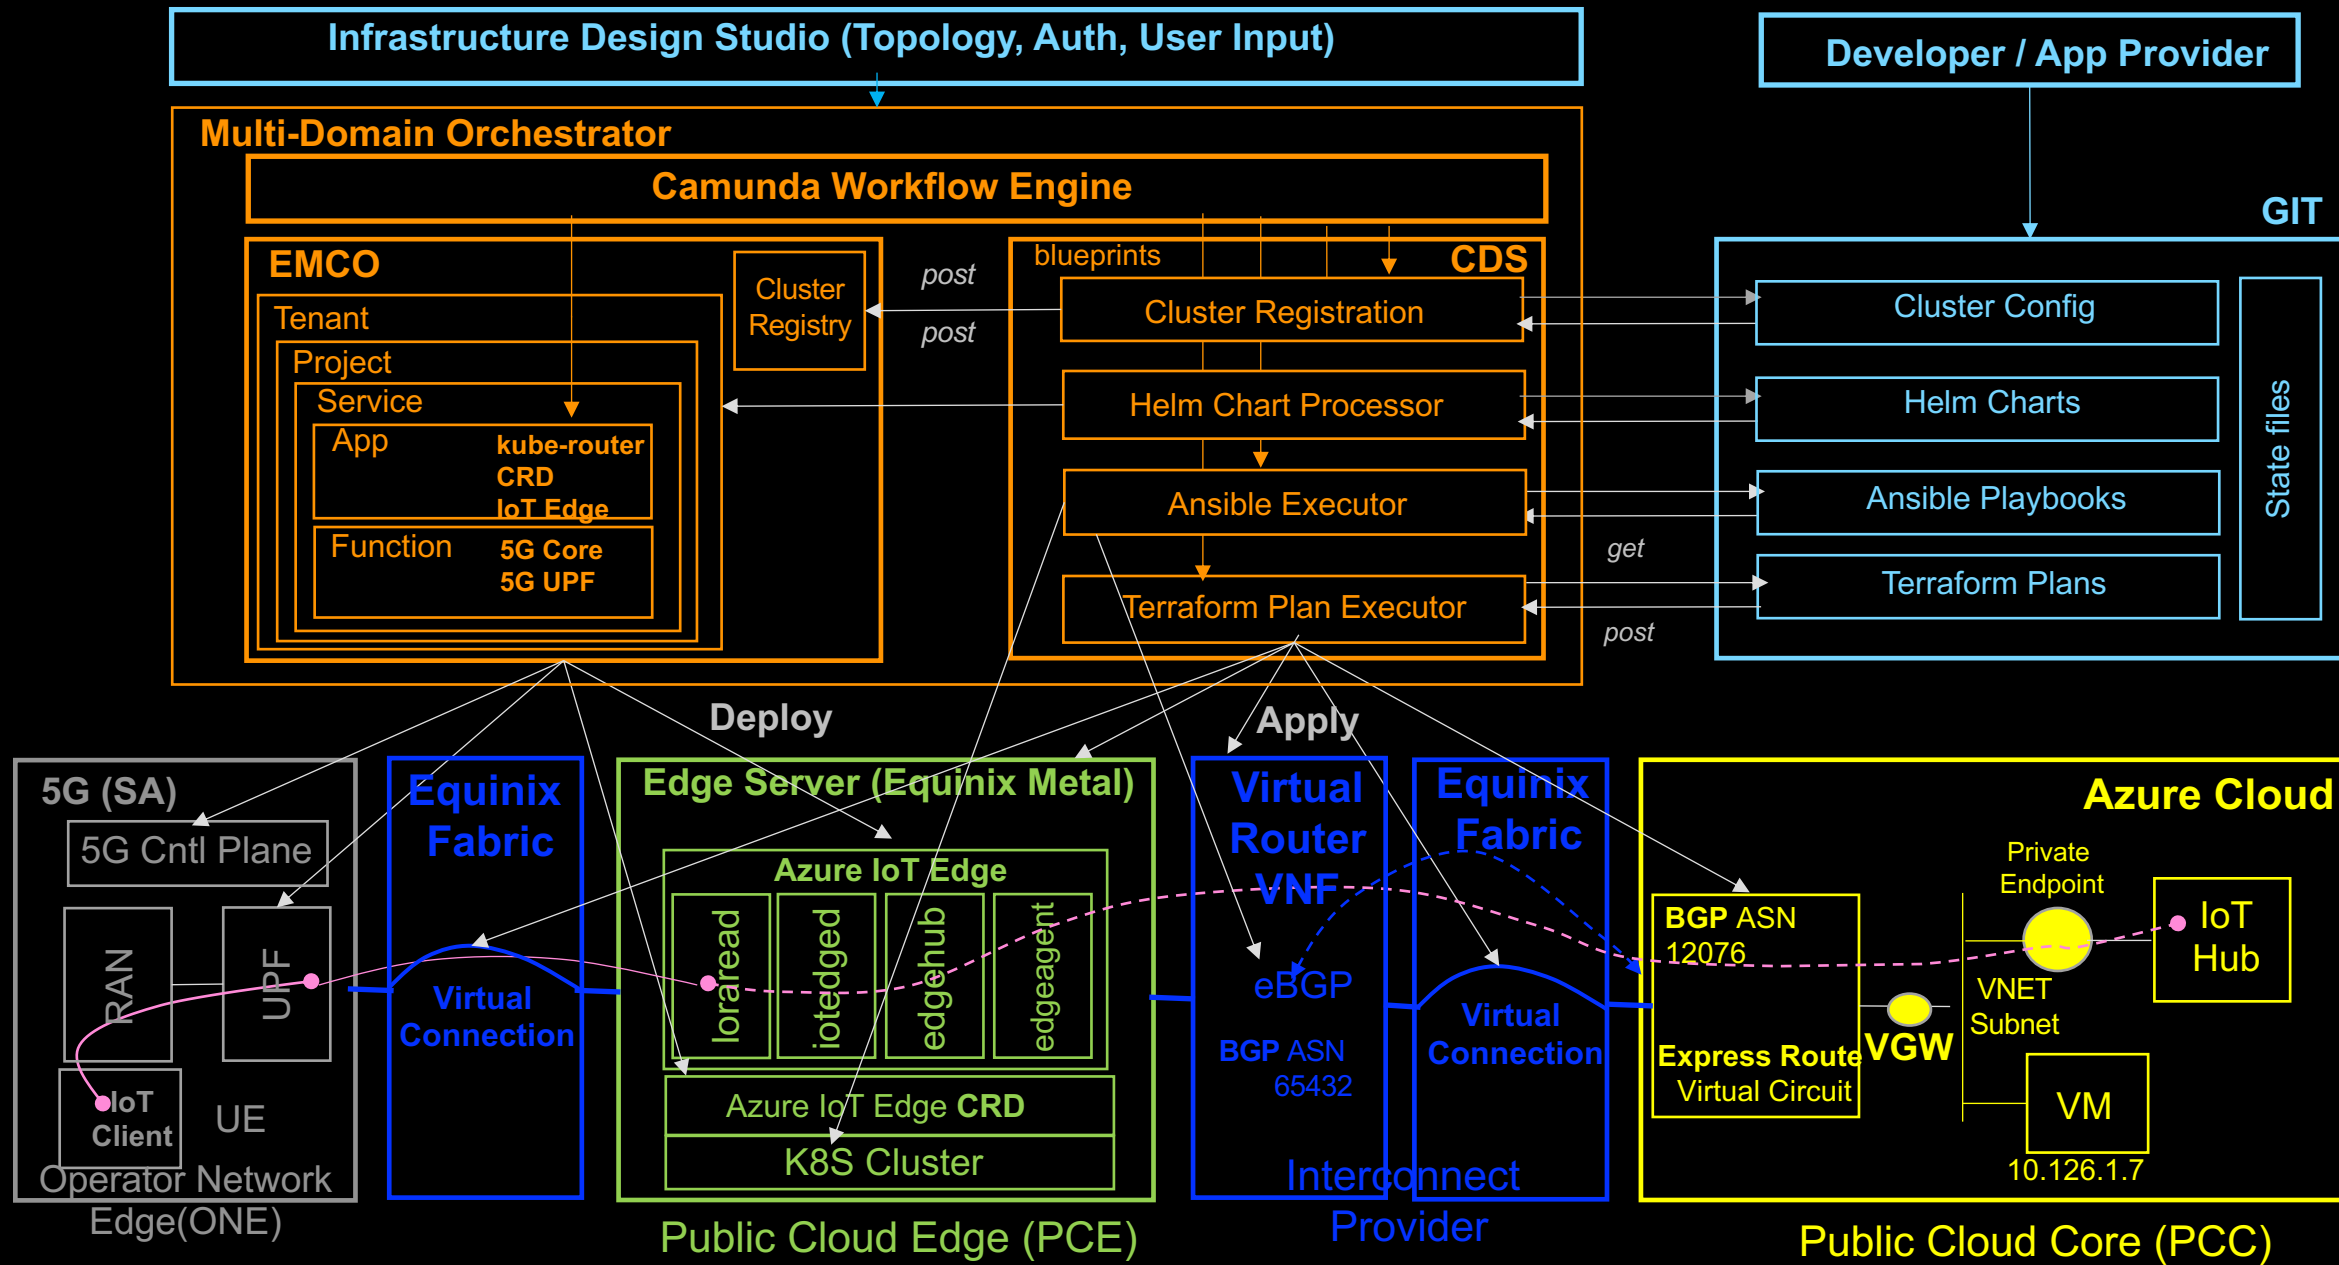 Infrastructure Design Studio (Topology, Auth, User Input)
Developer / App Provider
Multi-Domain Orchestrator
Camunda Workflow Engine
GIT
EMCO
Cluster
Registry
post
post
blueprints
CDS
Tenant
Project
Service
App
kube-router
CRD
IoT Edge
Function
5G Core
5G UPF
Cluster Registration
Helm Chart Processor
Ansible Executor
Terraform Plan Executor
get
post
Cluster Config
Helm Charts
Ansible Playbooks
Terraform Plans
State files
Deploy
Apply
5G (SA)
5G Cntl Plane
RAN
UPF
IoT
Client
UE
Operator Network
Edge(ONE)
Equinix
Fabric
Virtual
Connection
Edge Server (Equinix Metal)
Azure IoT Edge
loraread
iotedged
edgehub
edgeagent
Azure IoT Edge CRD
K8S Cluster
Public Cloud Edge (PCE)
Virtual
Router
VNF
eBGP
BGP ASN
65432
Equinix
Fabric
Virtual
Connection
Interconnect
Provider
Azure Cloud
BGP ASN
12076
Express Route
Virtual Circuit
VGW
Private
Endpoint
VNET
Subnet
IoT
Hub
VM
10.126.1.7
Public Cloud Core (PCC)